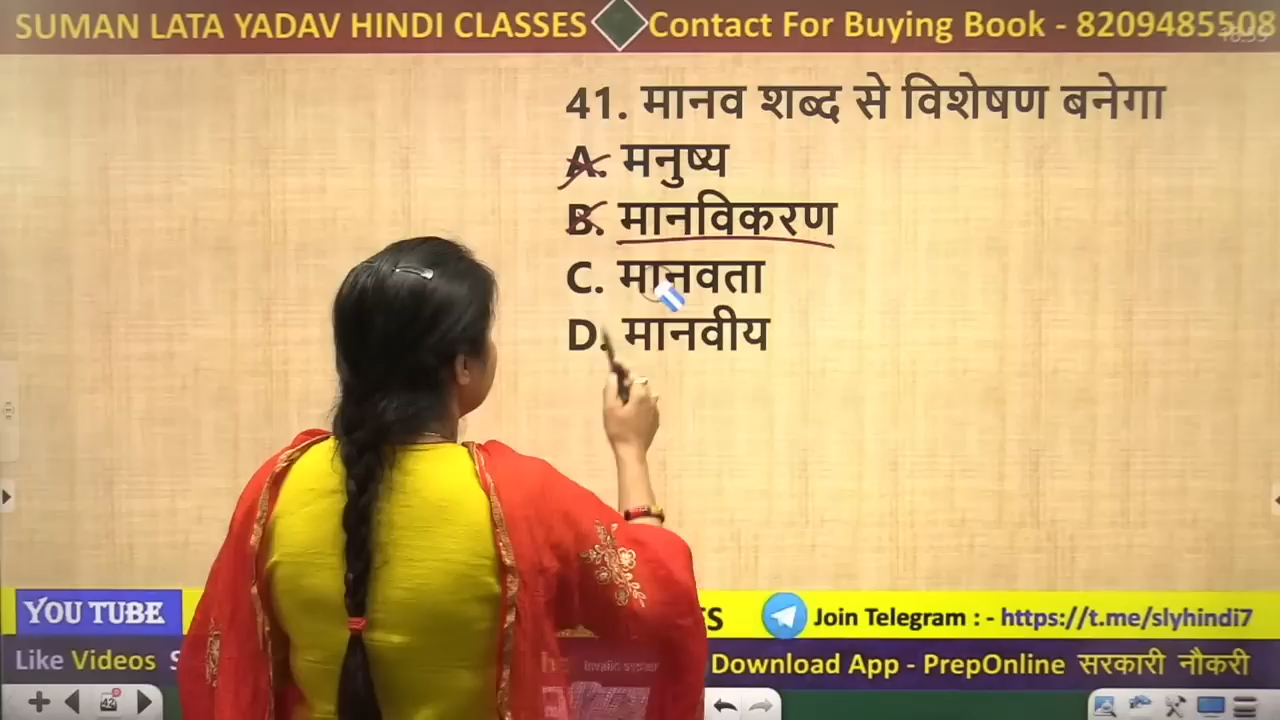 SUMAN LATA YADAV HINDI CLASSES Contact For Buying Book - 8209485508
41. मानव शब्द से विशेषण बनेगा
A. मनुष्य
B. मानविकरण
C. मानवता
D. मानवीय
YOU TUBE
Join Telegram : - https://t.me/slyhindi7
Like Videos
Download App - PrepOnline सरकारी नौकरी
42